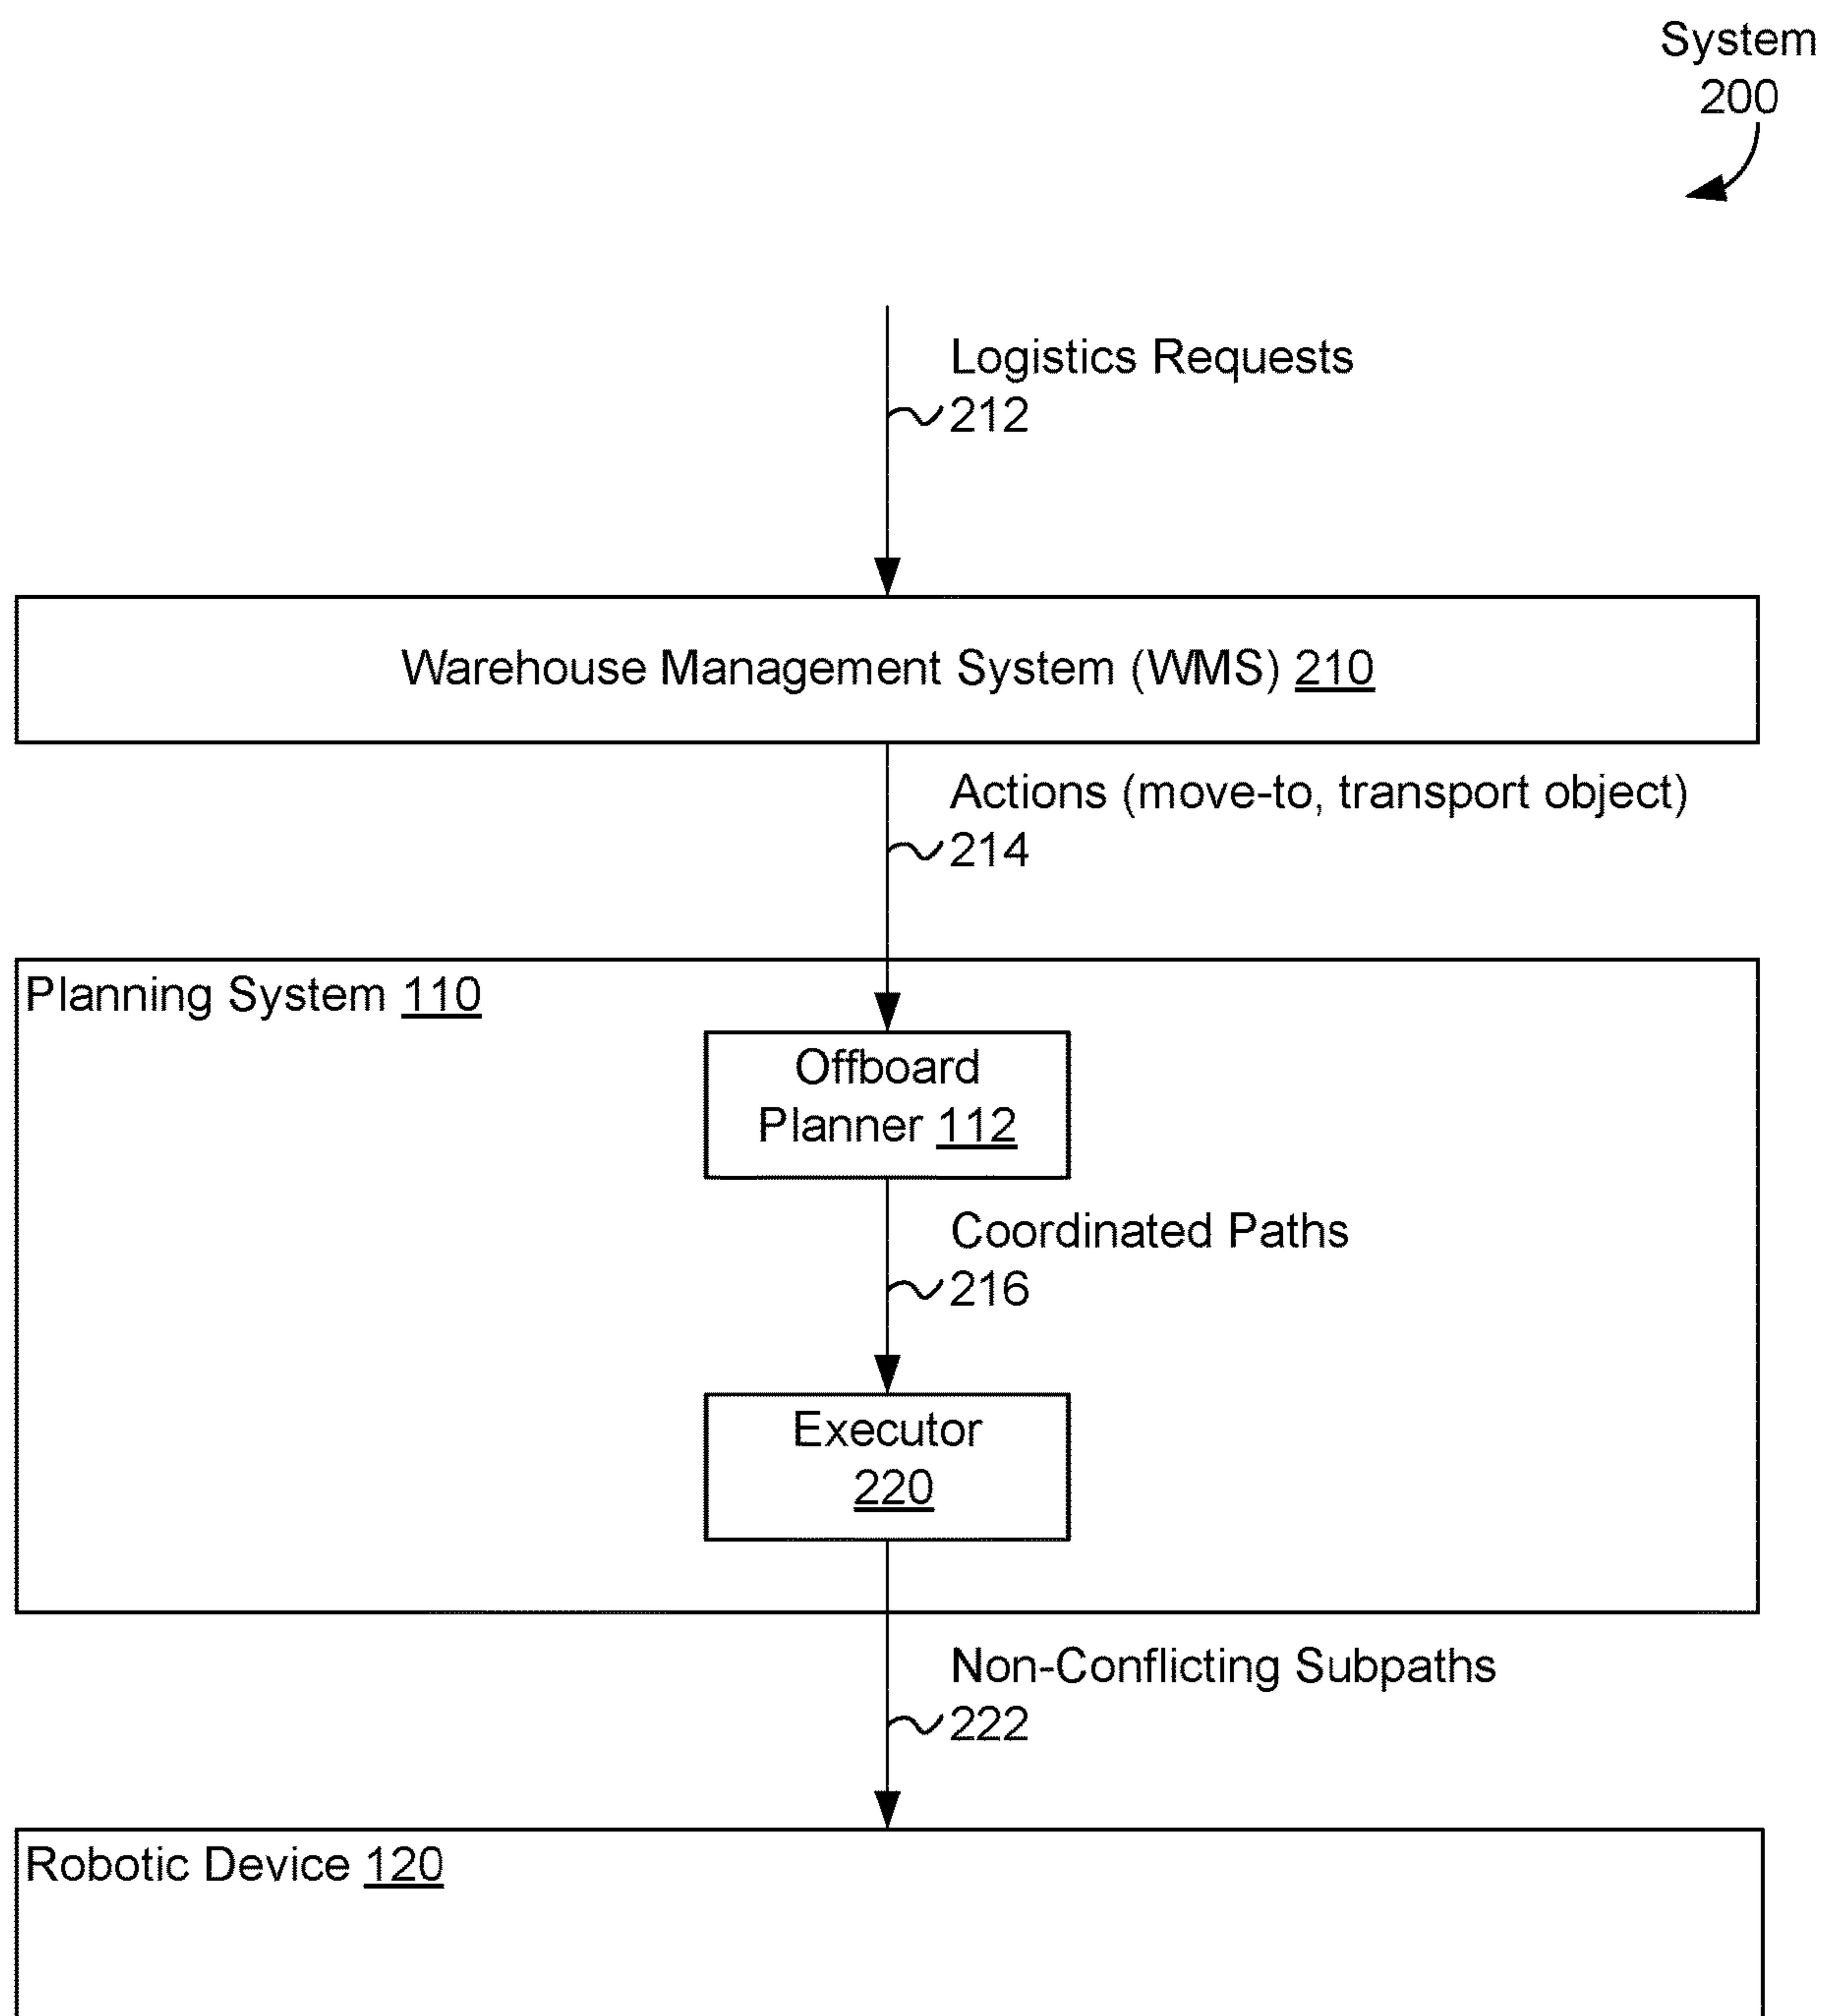 System
200
Logistics Requests
212
Warehouse Management System (WMS) 210
Actions (move-to, transport object)
214
Planning System 110
Offboard
Planner 112
Coordinated Paths
216
Executor
220
Non-Conflicting Subpaths
222
Robotic Device 120